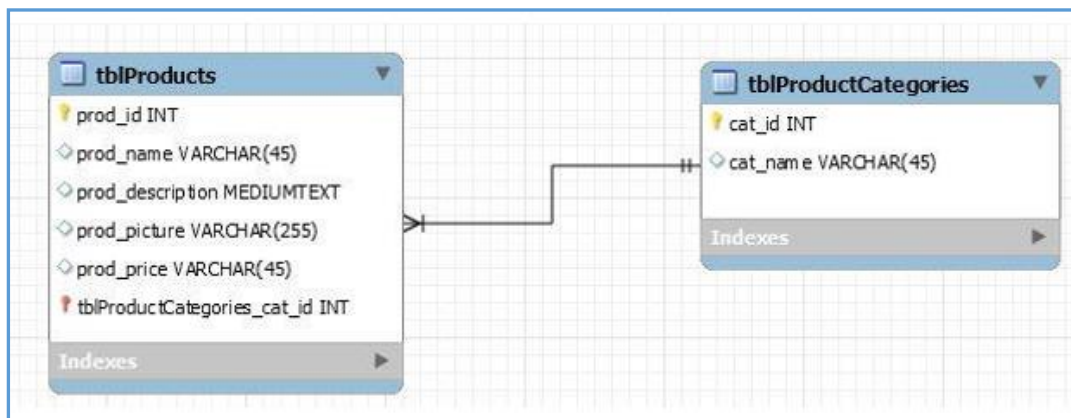 tblProducts
prod_id INT
prod_name VARCHAR(45)
prod_description MEDIUMTEXT
prod_picture VARCHAR(255)
prod_price VARCHAR(45)
tblProductCategories_cat_id INT
Indexes
tblProductCategories
cat_id INT
cat_name VARCHAR(45)
Indexes